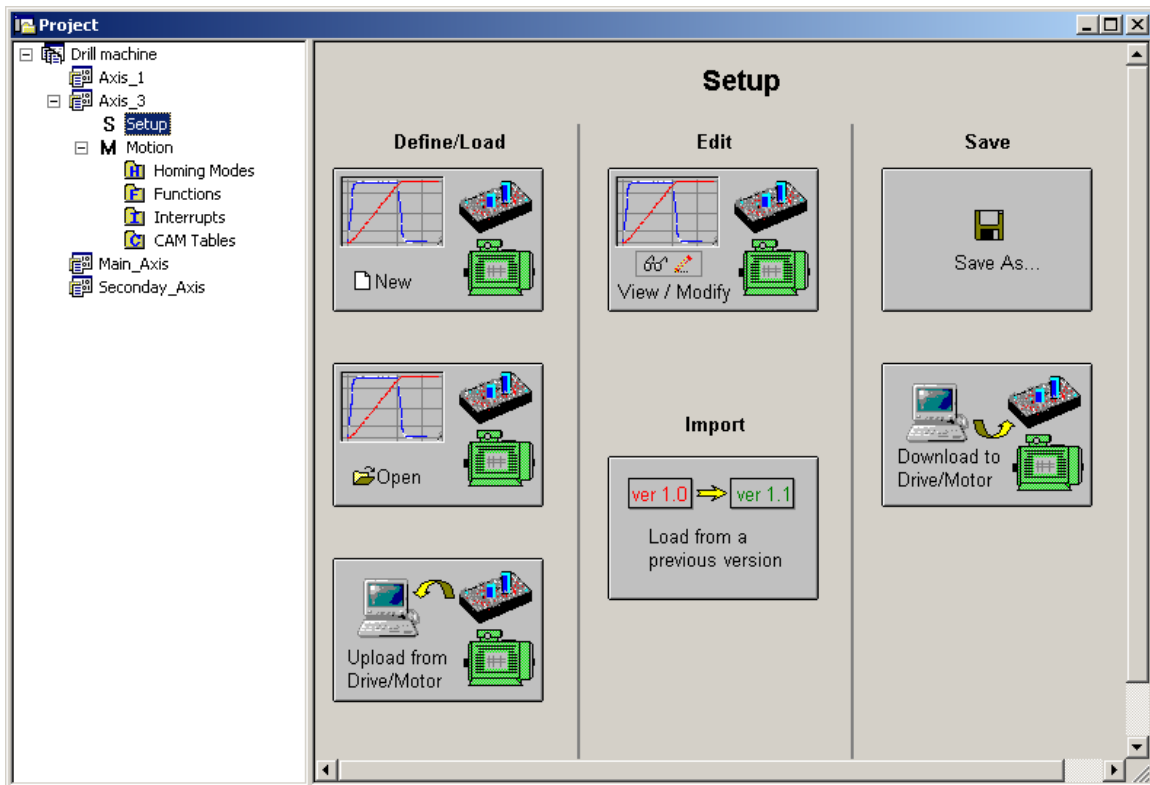 Project
Drill machine
Axis_1
Axis_3
S Setup
M Motion
H Homing Modes
F Functions
I Interrupts
C CAM Tables
Main_Axis
Seconday_Axis
Setup
Define/Load
New
Open
Upload from
Drive/Motor
Edit
View / Modify
Import
ver 1.0 ver 1.1
Load from a
previous version
Save
Save As...
Download to
Drive/Motor